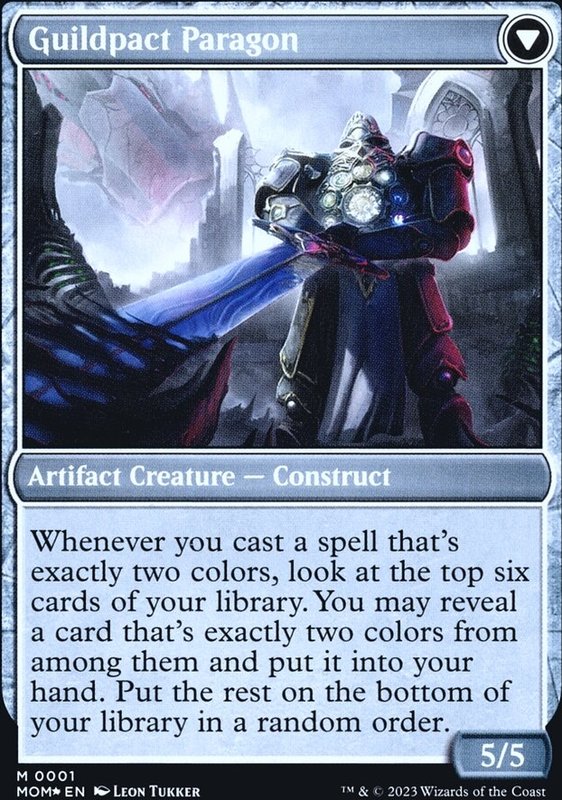 Guildpact Paragon
Artifact Creature — Construct
Whenever you cast a spell that's
exactly two colors, look at the top six
cards of your library. You may reveal
a card that's exactly two colors from
among them and put it into your
hand. Put the rest on the bottom of
your library in a random order.
5/5
M 0001
MOM★EN Leon Tukker
™ & © 2023 Wizards of the Coast